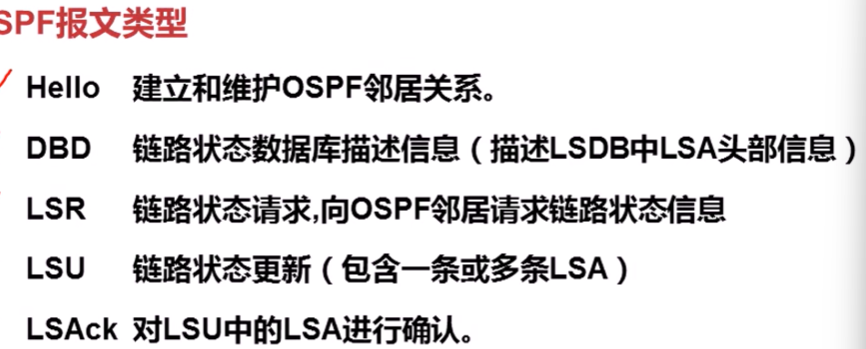 SPF报文类型
Hello 建立和维护OSPF邻居关系。
DBD 链路状态数据库描述信息（描述LSDB中LSA头部信息）
LSR 链路状态请求,向OSPF邻居请求链路状态信息
LSU 链路状态更新（包含一条或多条LSA）
LSAck 对LSU中的LSA进行确认。